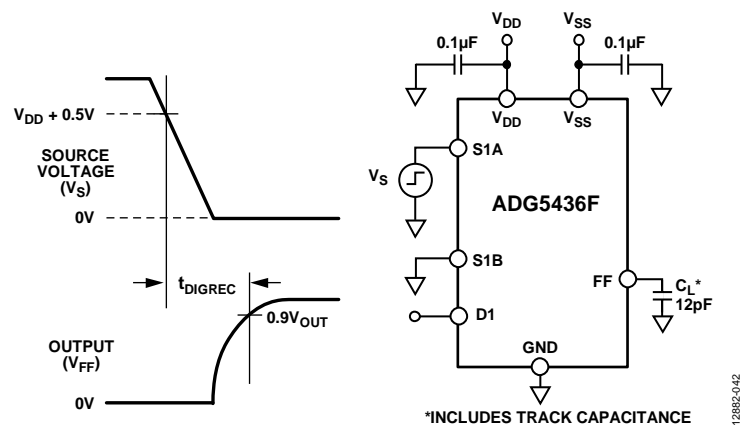 VDD + 0.5V
SOURCE
VOLTAGE
(VS)
0V
tDIGREC
OUTPUT
(VFF)
0.9VOUT
0V
VDD
VSS
0.1µF
0.1µF
VDD
VSS
S1A
VS
ADG5436F
S1B
FF
CL*
12pF
D1
GND
*INCLUDES TRACK CAPACITANCE
12882-042